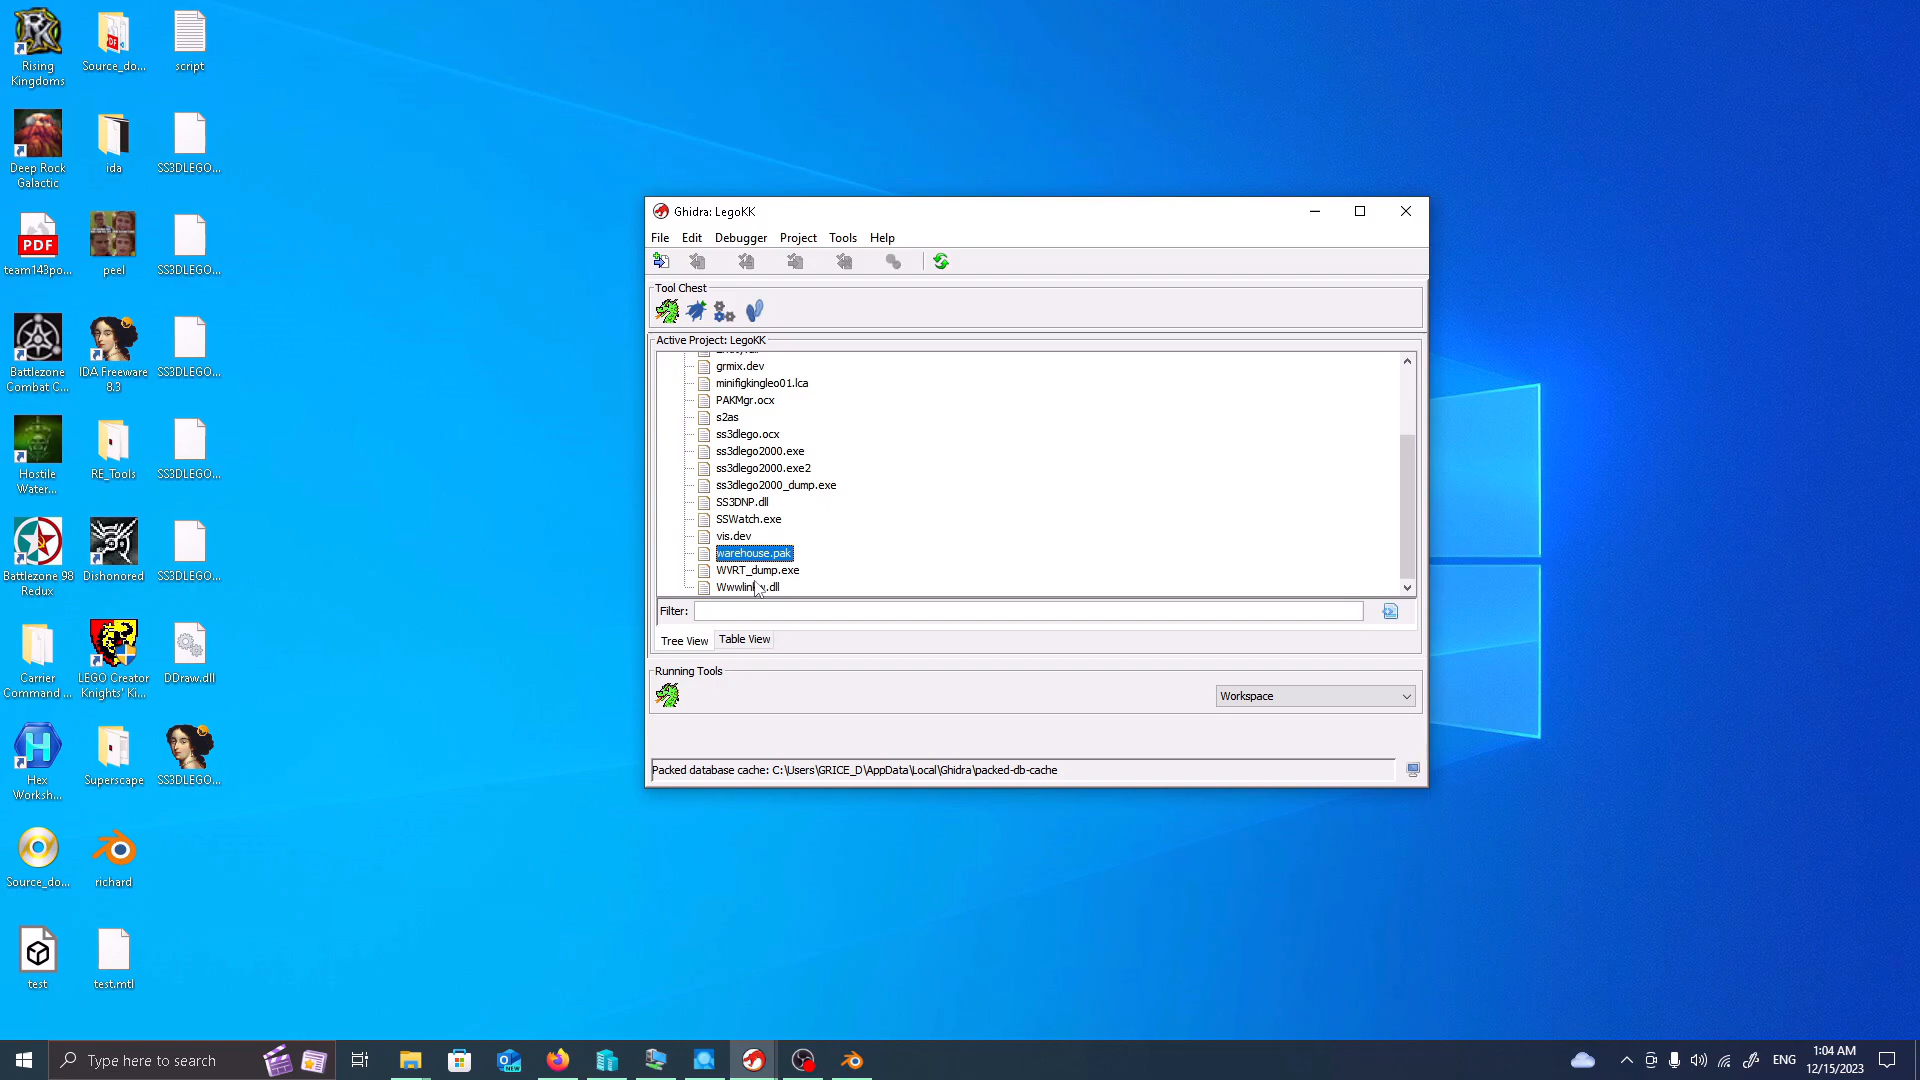 Rising
Kingdoms
Source_do...
script
Deep Rock
Galactic
ida
SS3DLEGO...
PDF
team143po...
peel
SS3DLEGO...
Battlezone
Combat C...
IDA Freeware
8.3
SS3DLEGO...
Hostile
Water...
RE_Tools
SS3DLEGO...
Battlezone 98
Redux
Dishonored
SS3DLEGO...
Carrier
Command ...
LEGO Creator
Knights' Ki...
DDraw.dll
Hex
Worksh...
Superscape
SS3DLEGO...
Source_do...
richard
test
test.mtl
Ghidra: LegoKK
File Edit Debugger Project Tools Help
Tool Chest
Active Project: LegoKK
grmix.dev
minifigkingleo01.lca
PAKMgr.ocx
s2as
ss3dlego.ocx
ss3dlego2000.exe
ss3dlego2000.exe2
ss3dlego2000_dump.exe
SS3DNP.dll
SSWatch.exe
vis.dev
warehouse.pak
WVRT_dump.exe
Filter:
Tree View Table View
Running Tools
Workspace
Packed database cache: C:\Users\GRICE_D\AppData\Local\Ghidra\packed-db-cache
Type here to search
NEW
ENG
1:04 AM
12/15/2023